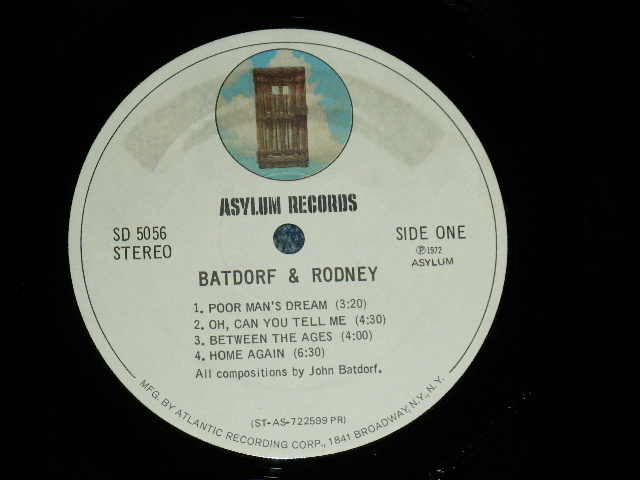 ASYLUM RECORDS
SD 5056
STEREO
SIDE ONE
Ⓟ 1972
ASYLUM
BATDORF & RODNEY
1. POOR MAN'S DREAM (3:20)
2. OH, CAN YOU TELL ME (4:30)
3. BETWEEN THE AGES (4:00)
4. HOME AGAIN (6:30)
All compositions by John Batdorf.
(ST-AS-722599 PR)
MFG. BY ATLANTIC RECORDING CORP., 1841 BROADWAY, N.Y., N.Y.